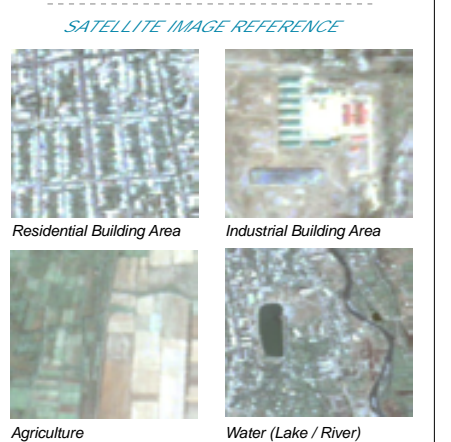 SATELLITE IMAGE REFERENCE
Residential Building Area
Industrial Building Area
Agriculture
Water (Lake / River)